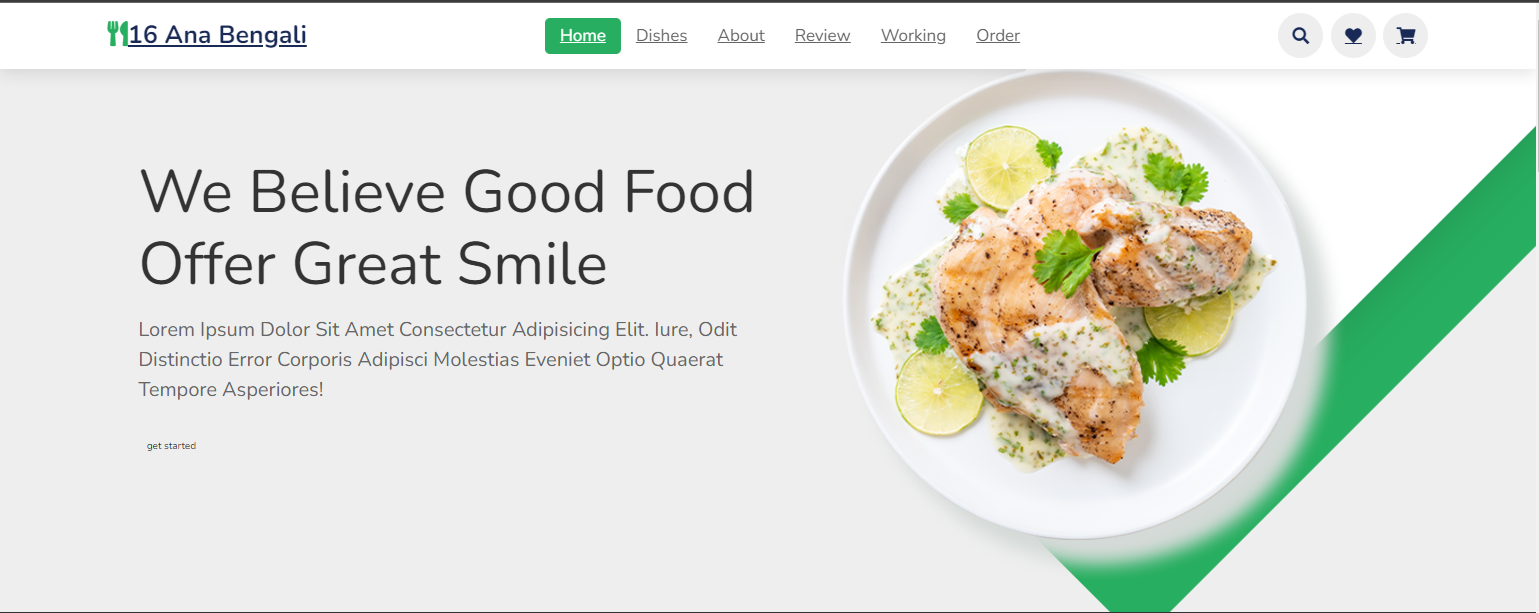 16 Ana Bengali
Home Dishes About Review Working Order
We Believe Good Food
Offer Great Smile
Lorem Ipsum Dolor Sit Amet Consectetur Adipisicing Elit. Iure, Odit
Distinctio Error Corporis Adipisci Molestias Eveniet Optio Quaerat
Tempore Asperiores!
get started